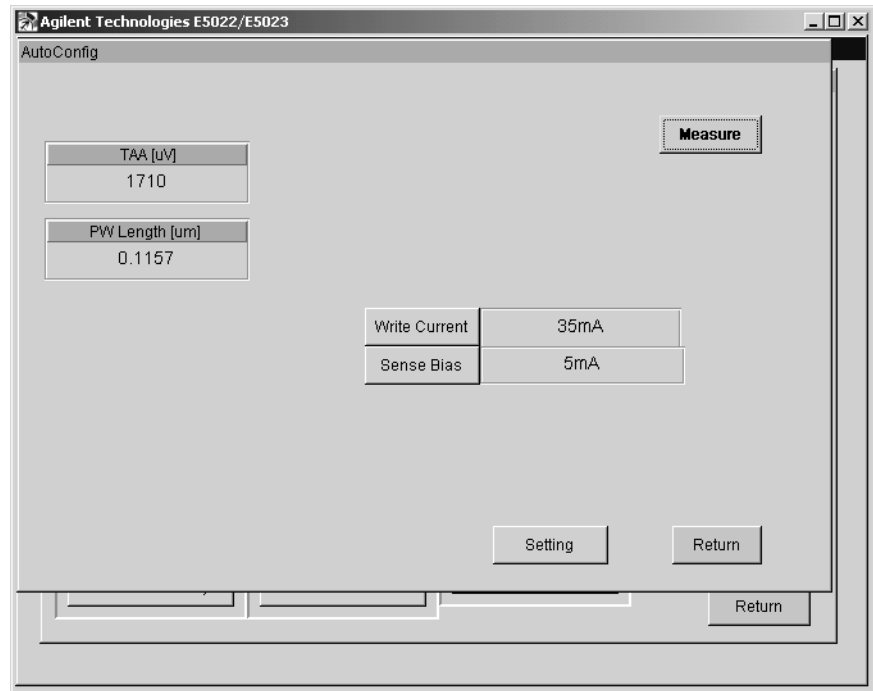 Agilent Technologies E5022/E5023
AutoConfig
Measure
TAA [uV]
1710
PW Length [um]
0.1157
Write Current 35mA
Sense Bias 5mA
Setting Return
Return